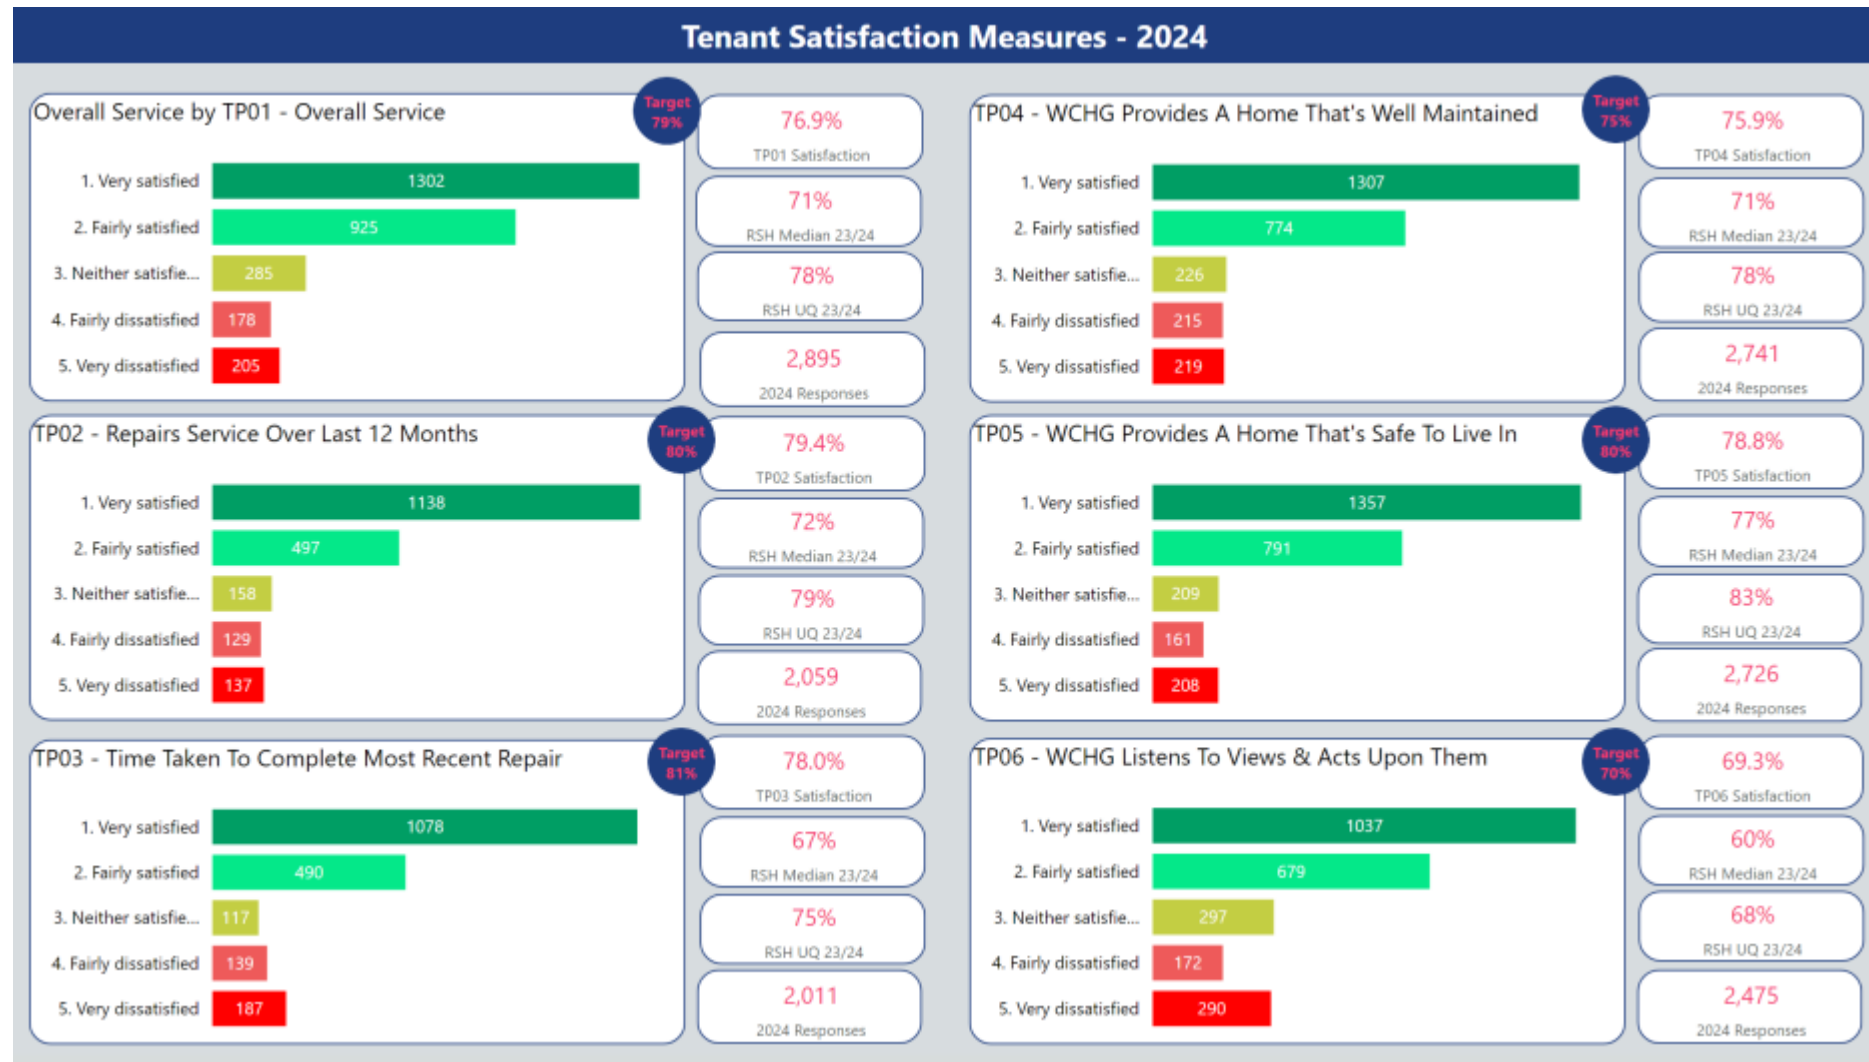 Tenant Satisfaction Measures - 2024
Overall Service by TP01 - Overall Service
Target
79%
1. Very satisfied 1302
2. Fairly satisfied 925
3. Neither satisfie... 285
4. Fairly dissatisfied 178
5. Very dissatisfied 205
76.9%
TP01 Satisfaction
71%
RSH Median 23/24
78%
RSH UQ 23/24
2,895
2024 Responses
TP02 - Repairs Service Over Last 12 Months
Target
80%
1. Very satisfied 1138
2. Fairly satisfied 497
3. Neither satisfie... 158
4. Fairly dissatisfied 129
5. Very dissatisfied 137
79.4%
TP02 Satisfaction
72%
RSH Median 23/24
79%
RSH UQ 23/24
2,059
2024 Responses
TP03 - Time Taken To Complete Most Recent Repair
Target
81%
1. Very satisfied 1078
2. Fairly satisfied 490
3. Neither satisfie... 117
4. Fairly dissatisfied 139
5. Very dissatisfied 187
78.0%
TP03 Satisfaction
67%
RSH Median 23/24
75%
RSH UQ 23/24
2,011
2024 Responses
TP04 - WCHG Provides A Home That's Well Maintained
Target
75%
1. Very satisfied 1307
2. Fairly satisfied 774
3. Neither satisfie... 226
4. Fairly dissatisfied 215
5. Very dissatisfied 219
75.9%
TP04 Satisfaction
71%
RSH Median 23/24
78%
RSH UQ 23/24
2,741
2024 Responses
TP05 - WCHG Provides A Home That's Safe To Live In
Target
80%
1. Very satisfied 1357
2. Fairly satisfied 791
3. Neither satisfie... 209
4. Fairly dissatisfied 161
5. Very dissatisfied 208
78.8%
TP05 Satisfaction
77%
RSH Median 23/24
83%
RSH UQ 23/24
2,726
2024 Responses
TP06 - WCHG Listens To Views & Acts Upon Them
Target
70%
1. Very satisfied 1037
2. Fairly satisfied 679
3. Neither satisfie... 297
4. Fairly dissatisfied 172
5. Very dissatisfied 290
69.3%
TP06 Satisfaction
60%
RSH Median 23/24
68%
RSH UQ 23/24
2,475
2024 Responses